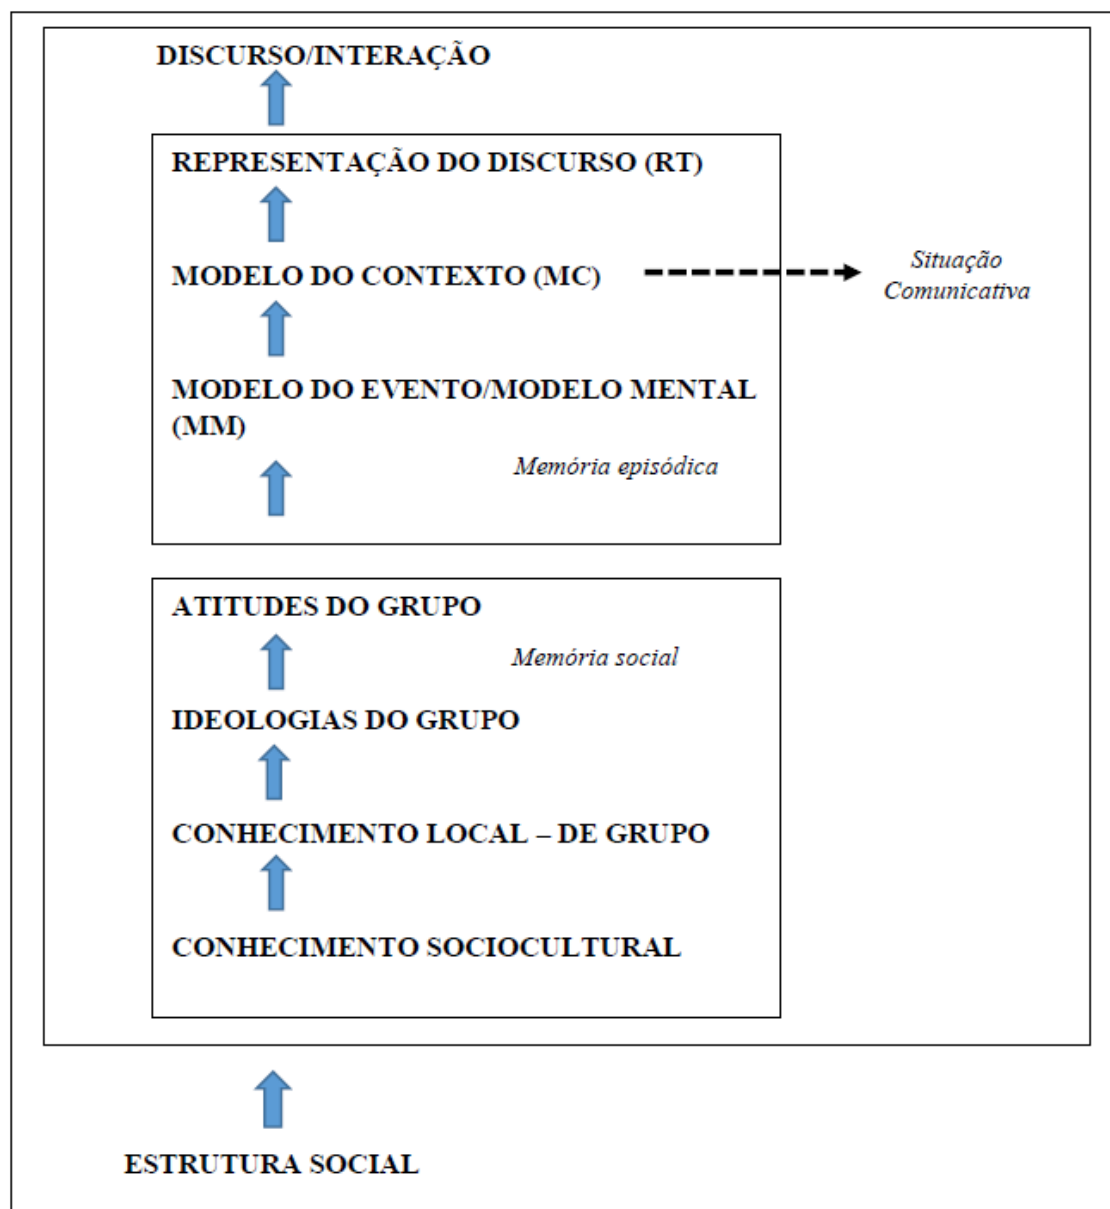 DISCURSO/INTERAÇÃO
REPRESENTAÇÃO DO DISCURSO (RT)
MODELO DO CONTEXTO (MC)
Situação
Comunicativa
MODELO DO EVENTO/MODELO MENTAL
(MM)
Memória episódica
ATITUDES DO GRUPO
Memória social
IDEOLOGIAS DO GRUPO
CONHECIMENTO LOCAL – DE GRUPO
CONHECIMENTO SOCIOCULTURAL
ESTRUTURA SOCIAL